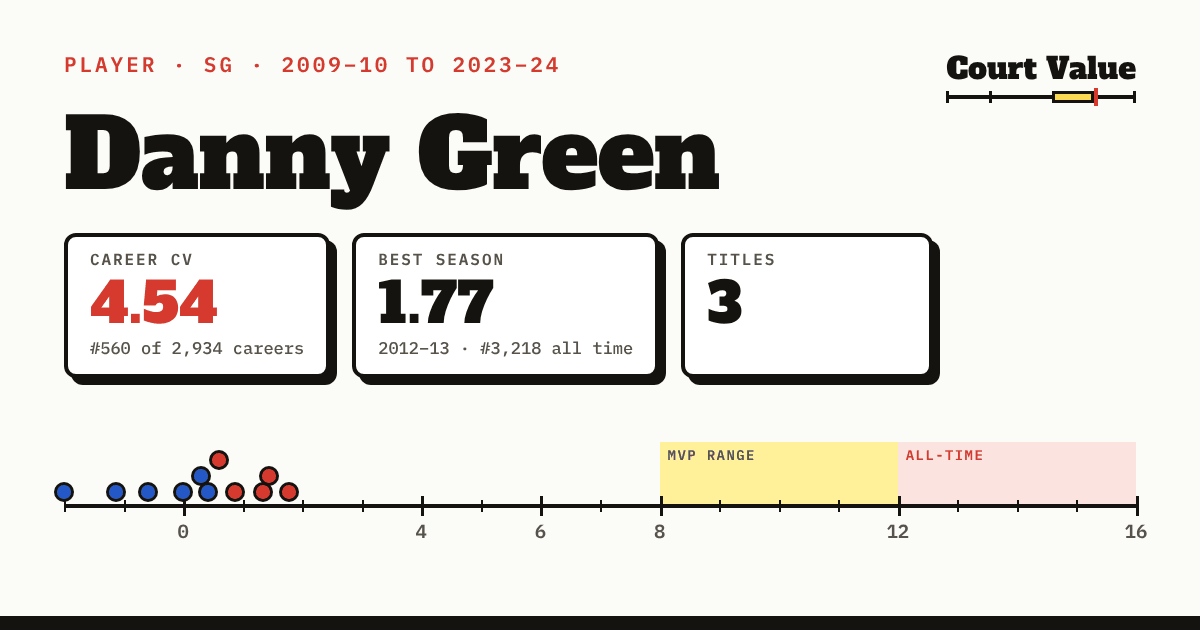 PLAYER · SG · 2009–10 TO 2023–24
Court Value
Danny Green
CAREER CV
4.54
#560 of 2,934 careers
BEST SEASON
1.77
2012–13 · #3,218 all time
TITLES
3
MVP RANGE
ALL-TIME
0 4 6 8 12 16